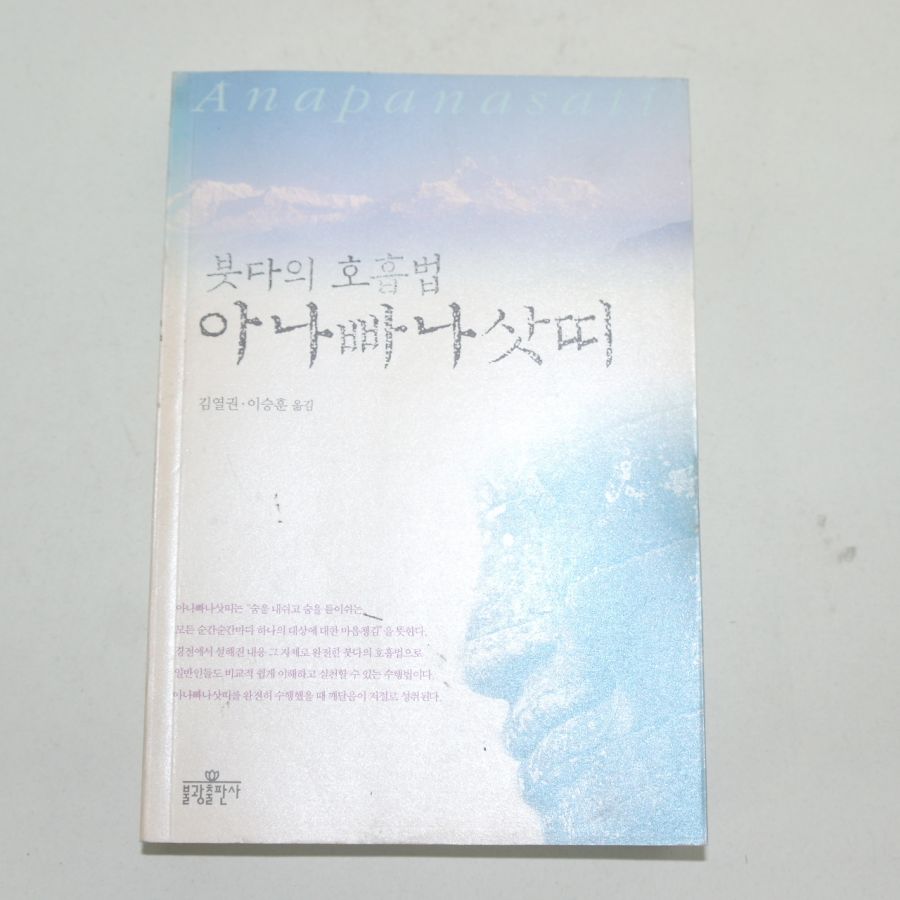 Anapanasati
붓다의 호흡법
아나빠나삿띠
김열권·이승훈 옮김
아나빠나삿띠는 "숨을 내쉬고 숨을 들이쉬는
모든 순간순간마다 하나의 대상에 대한 마음챙김"을 뜻한다.
경전에서 설해진 내용 그 자체로 완전한 붓다의 호흡법으로
일반인들도 비교적 쉽게 이해하고 실천할 수 있는 수행법이다.
아나빠나삿띠를 완전히 수행했을 때 깨달음이 저절로 성취된다.
불광출판사